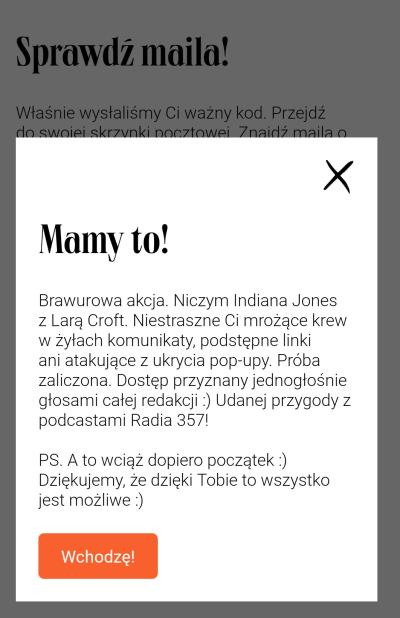 Sprawdź maila!
Właśnie wysłaliśmy Ci ważny kod. Przejdź
do swojej skrzynki pocztowej. Znajdź maila o
Mamy to!
Brawurowa akcja. Niczym Indiana Jones
z Larą Croft. Niestraszne Ci mrożące krew
w żyłach komunikaty, podstępne linki
ani atakujące z ukrycia pop-upy. Próba
zaliczona. Dostęp przyznany jednogłośnie
głosami całej redakcji :) Udanej przygody z
podcastami Radia 357!
PS. A to wciąż dopiero początek :)
Dziękujemy, że dzięki Tobie to wszystko
jest możliwe :)
Wchodzę!